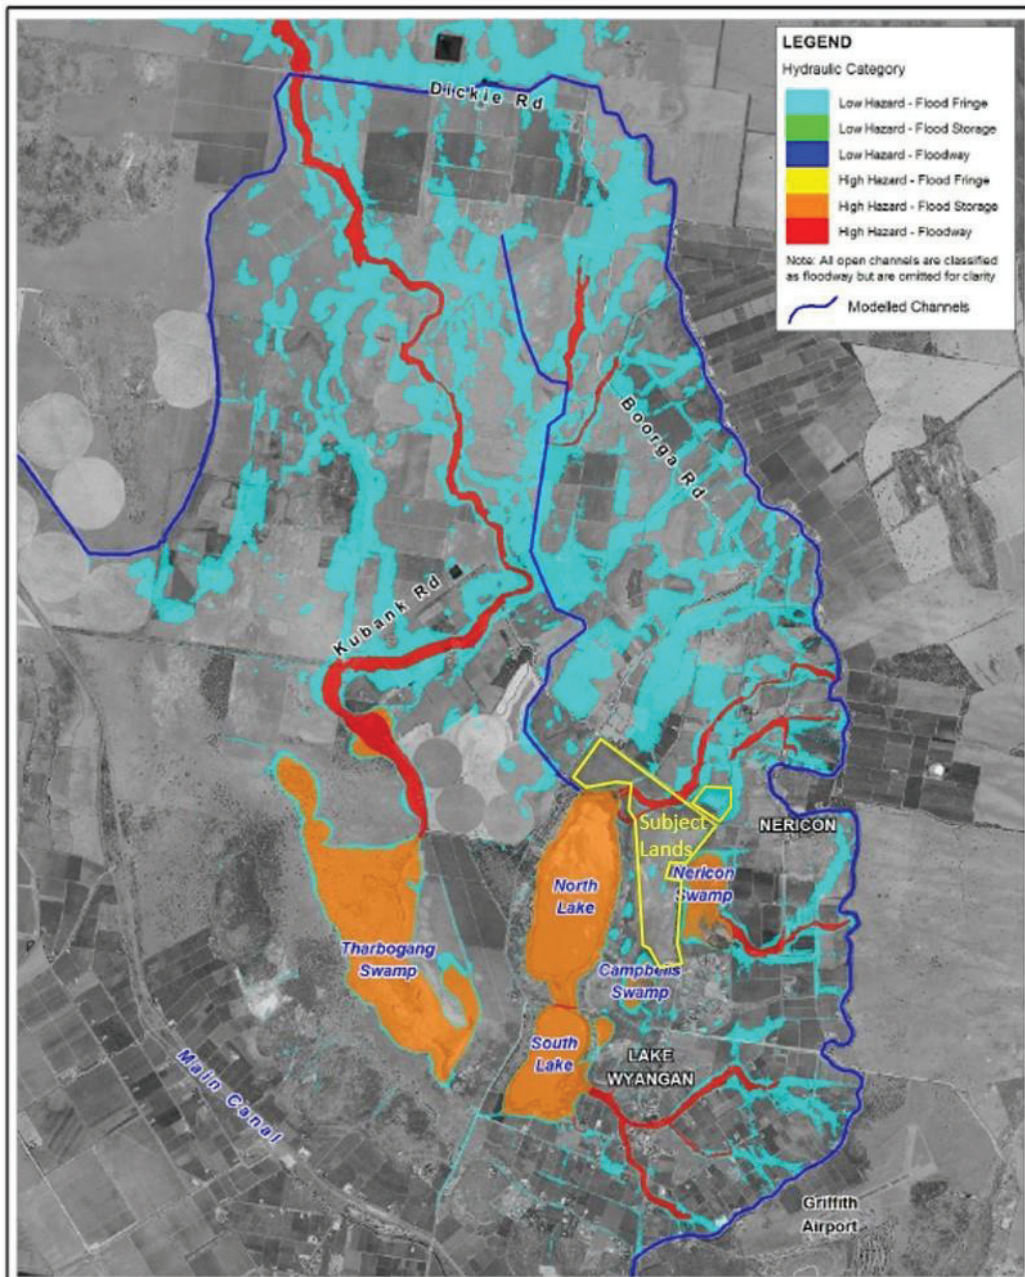 LEGEND
Hydraulic Category
Low Hazard - Flood Fringe
Low Hazard - Flood Storage
Low Hazard - Floodway
High Hazard - Flood Fringe
High Hazard - Flood Storage
High Hazard - Floodway
Note: All open channels are classified
as floodway but are omitted for clarity
Modelled Channels
Dickie Rd
Boorga Rd
Kubank Rd
Subject
Lands
NERICON
Nericon
Swamp
North
Lake
Tharbogang
Swamp
Campbells
Swamp
South
Lake
LAKE
WYANGAN
Main Canal
Griffith
Airport